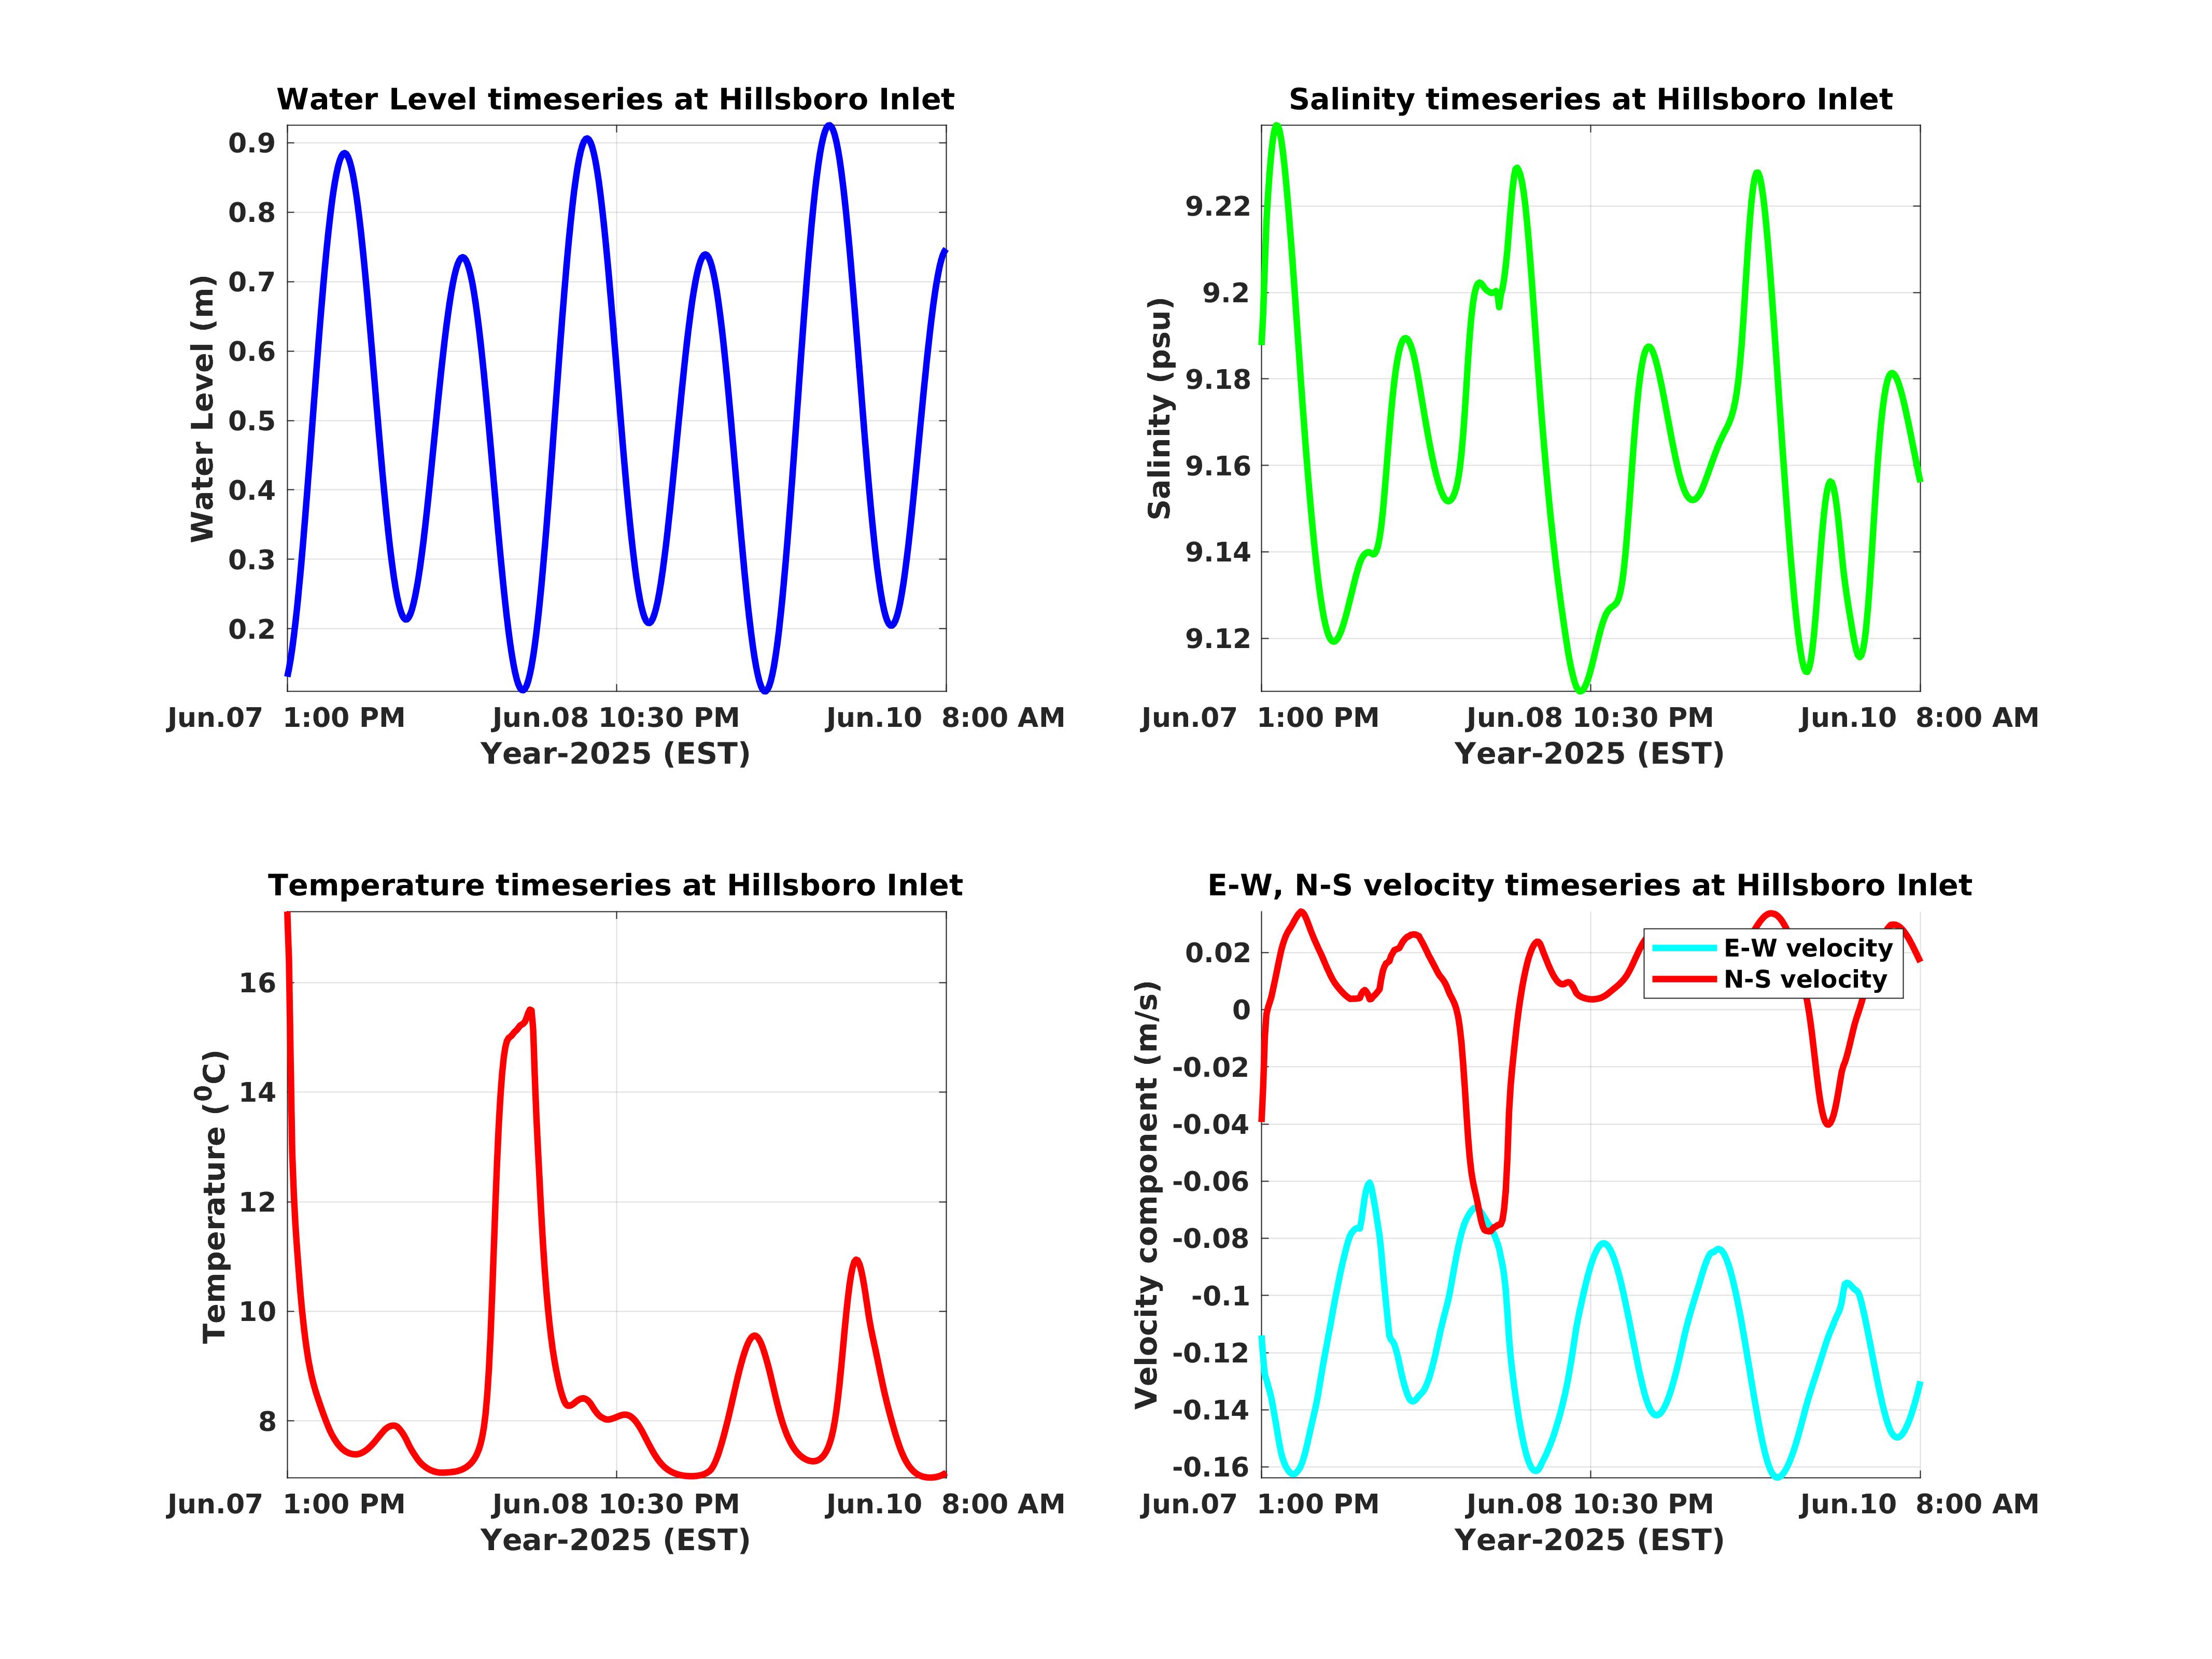 Water Level timeseries at Hillsboro Inlet
0.9
0.8
0.7
0.6
0.5
0.4
0.3
0.2
Water Level (m)
Jun.07 1:00 PM Jun.08 10:30 PM Jun.10 8:00 AM
Year-2025 (EST)
Salinity timeseries at Hillsboro Inlet
9.22
9.2
9.18
9.16
9.14
9.12
Salinity (psu)
Jun.07 1:00 PM Jun.08 10:30 PM Jun.10 8:00 AM
Year-2025 (EST)
Temperature timeseries at Hillsboro Inlet
16
14
12
10
8
Temperature (⁰C)
Jun.07 1:00 PM Jun.08 10:30 PM Jun.10 8:00 AM
Year-2025 (EST)
E-W, N-S velocity timeseries at Hillsboro Inlet
E-W velocity
N-S velocity
0.02
0
-0.02
-0.04
-0.06
-0.08
-0.1
-0.12
-0.14
-0.16
Velocity component (m/s)
Jun.07 1:00 PM Jun.08 10:30 PM Jun.10 8:00 AM
Year-2025 (EST)